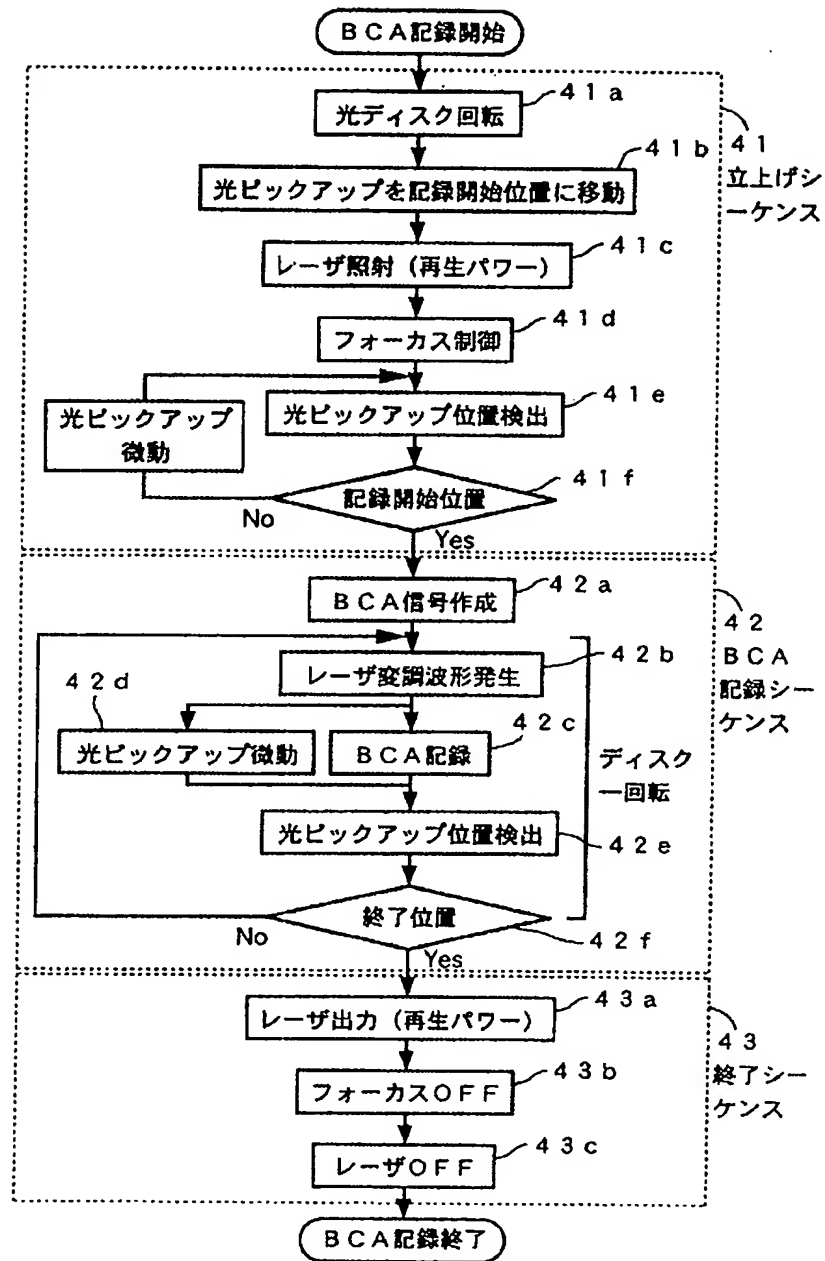 BCA記録開始
41a
光ディスク回転
41
立上げシ
ーケンス
41b
光ピックアップを記録開始位置に移動
41c
レーザ照射(再生パワー)
41d
フォーカス制御
41e
光ピックアップ位置検出
光ピックアップ
微動
41f
記録開始位置
No
Yes
42a
BCA信号作成
42
BCA
記録シー
ケンス
42b
レーザ変調波形発生
42d
42c
光ピックアップ微動
BCA記録
ディスク
一回転
光ピックアップ位置検出
42e
終了位置
No
42f
Yes
43a
レーザ出力(再生パワー)
43
終了シー
ケンス
43b
フォーカスOFF
43c
レーザOFF
BCA記録終了